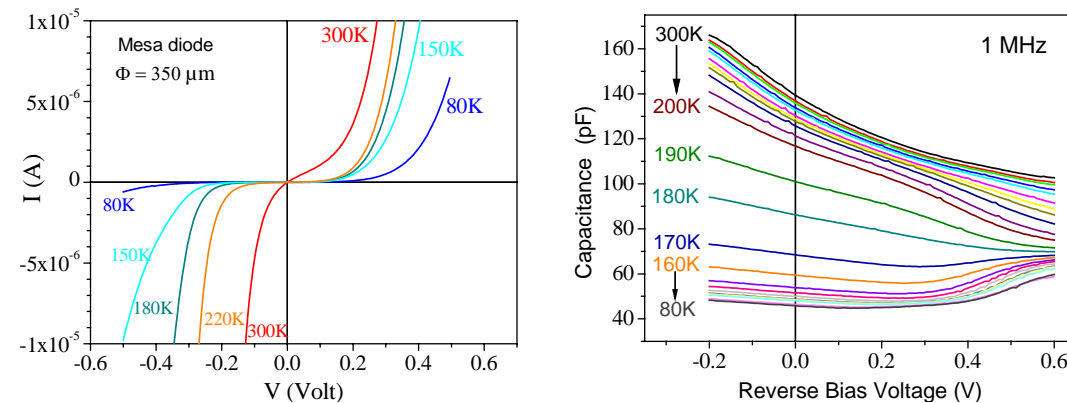 1x10⁻⁵
5x10⁻⁶
0
-5x10⁻⁶
-1x10⁻⁵
I (A)
Mesa diode
Φ = 350 µm
300K
150K
80K
80K
150K
180K
220K
300K
-0.6 -0.4 -0.2 0.0 0.2 0.4 0.6
V (Volt)
160
140
120
100
80
60
40
Capacitance (pF)
1 MHz
300K
200K
190K
180K
170K
160K
80K
-0.2 0.0 0.2 0.4 0.6
Reverse Bias Voltage (V)